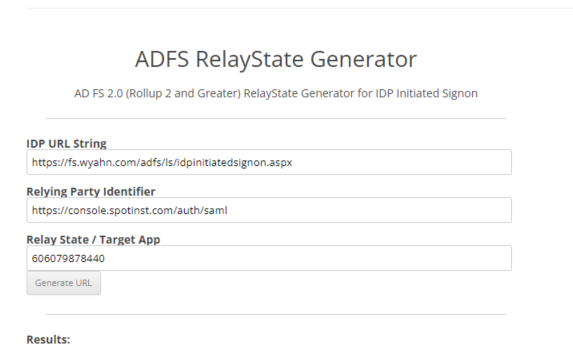 ADFS RelayState Generator
AD FS 2.0 (Rollup 2 and Greater) RelayState Generator for IDP Initiated Signon
IDP URL String
https://fs.wyahn.com/adfs/ls/idpinitiatedsignon.aspx
Relying Party Identifier
https://console.spotinst.com/auth/saml
Relay State / Target App
606079878440
Generate URL
Results: